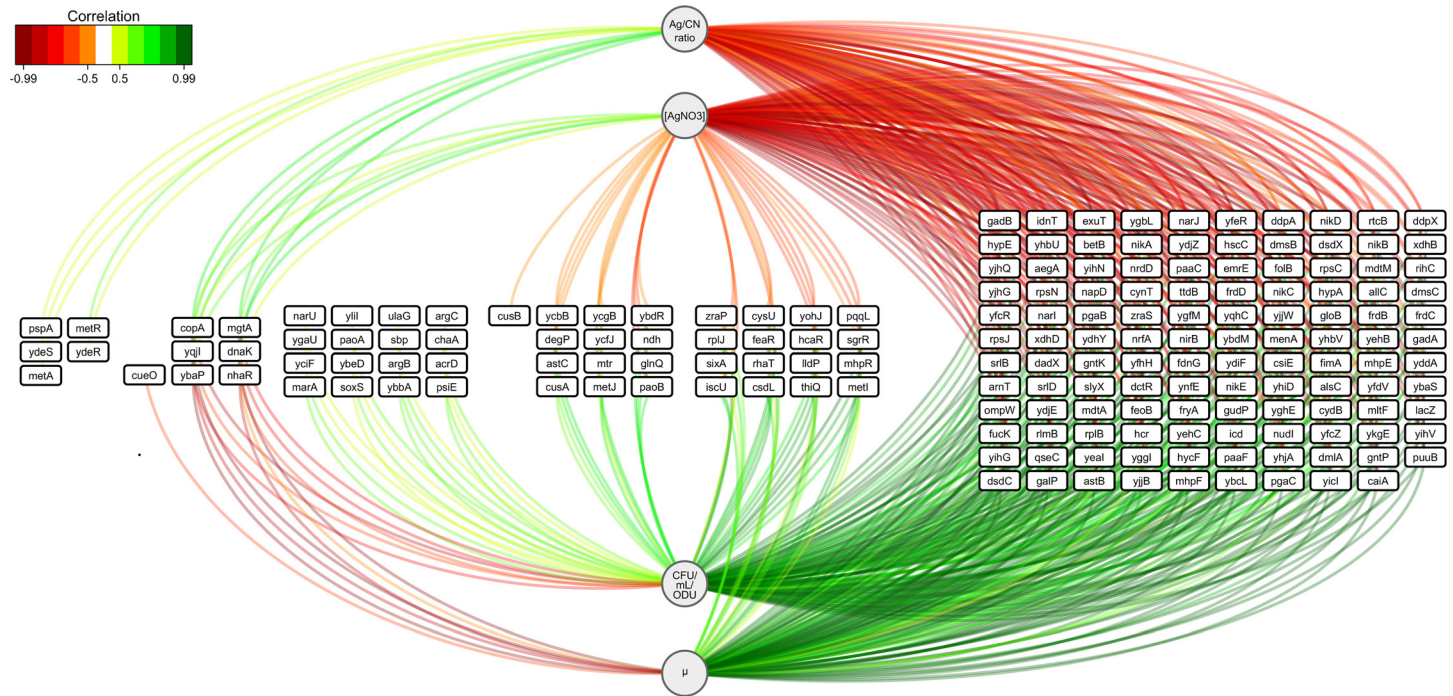 Correlation
-0.99 -0.5 0.5 0.99
Ag/CN
ratio
[AgNO3]
pspA metR
ydeS ydeR
metA
copA mgtA
yqjI dnaK
cueO ybaP nhaR
narU yliI ulaG argC
ygaU paoA sbp chaA
yciF ybeD argB acrD
marA soxS ybbA psiE
cusB ycbB ycgB ybdR
degP ycfJ ndh
astC mtr glnQ
cusA metJ paoB
zraP cysU yohJ pqqL
rplJ feaR hcaR sgrR
sixA rhaT lldP mhpR
iscU csdL thiQ metI
gadB idnT exuT ygbL narJ yfeR ddpA nikD rtcB ddpX
hypE yhbU betB nikA ydjZ hscC dmsB dsdX nikB xdhB
yjhQ aegA yihN nrdD paaC emrE folB rpsC mdtM rihC
yjhG rpsN napD cynT ttdB frdD nikC hypA allC dmsC
yfcR narI pgaB zraS ygfM yqhC yjjW gloB frdB frdC
rpsJ xdhD ydhY nrfA nirB ybdM menA yhbV yehB gadA
srlB dadX gntK yfhH fdnG ydiF csiE fimA mhpE yddA
arnT srlD slyX dctR ynfE nikE yhiD alsC yfdV ybaS
ompW ydjE mdtA feoB fryA gudP yghE cydB mltF lacZ
fucK rlmB rplB hcr yehC icd nudI yfcZ ykgE yihV
yihG qseC yeaI yggI hycF paaF yhjA dmlA gntP puuB
dsdC galP astB yjjB mhpF ybcL pgaC yicI caiA
CFU/
mL/
ODU
µ